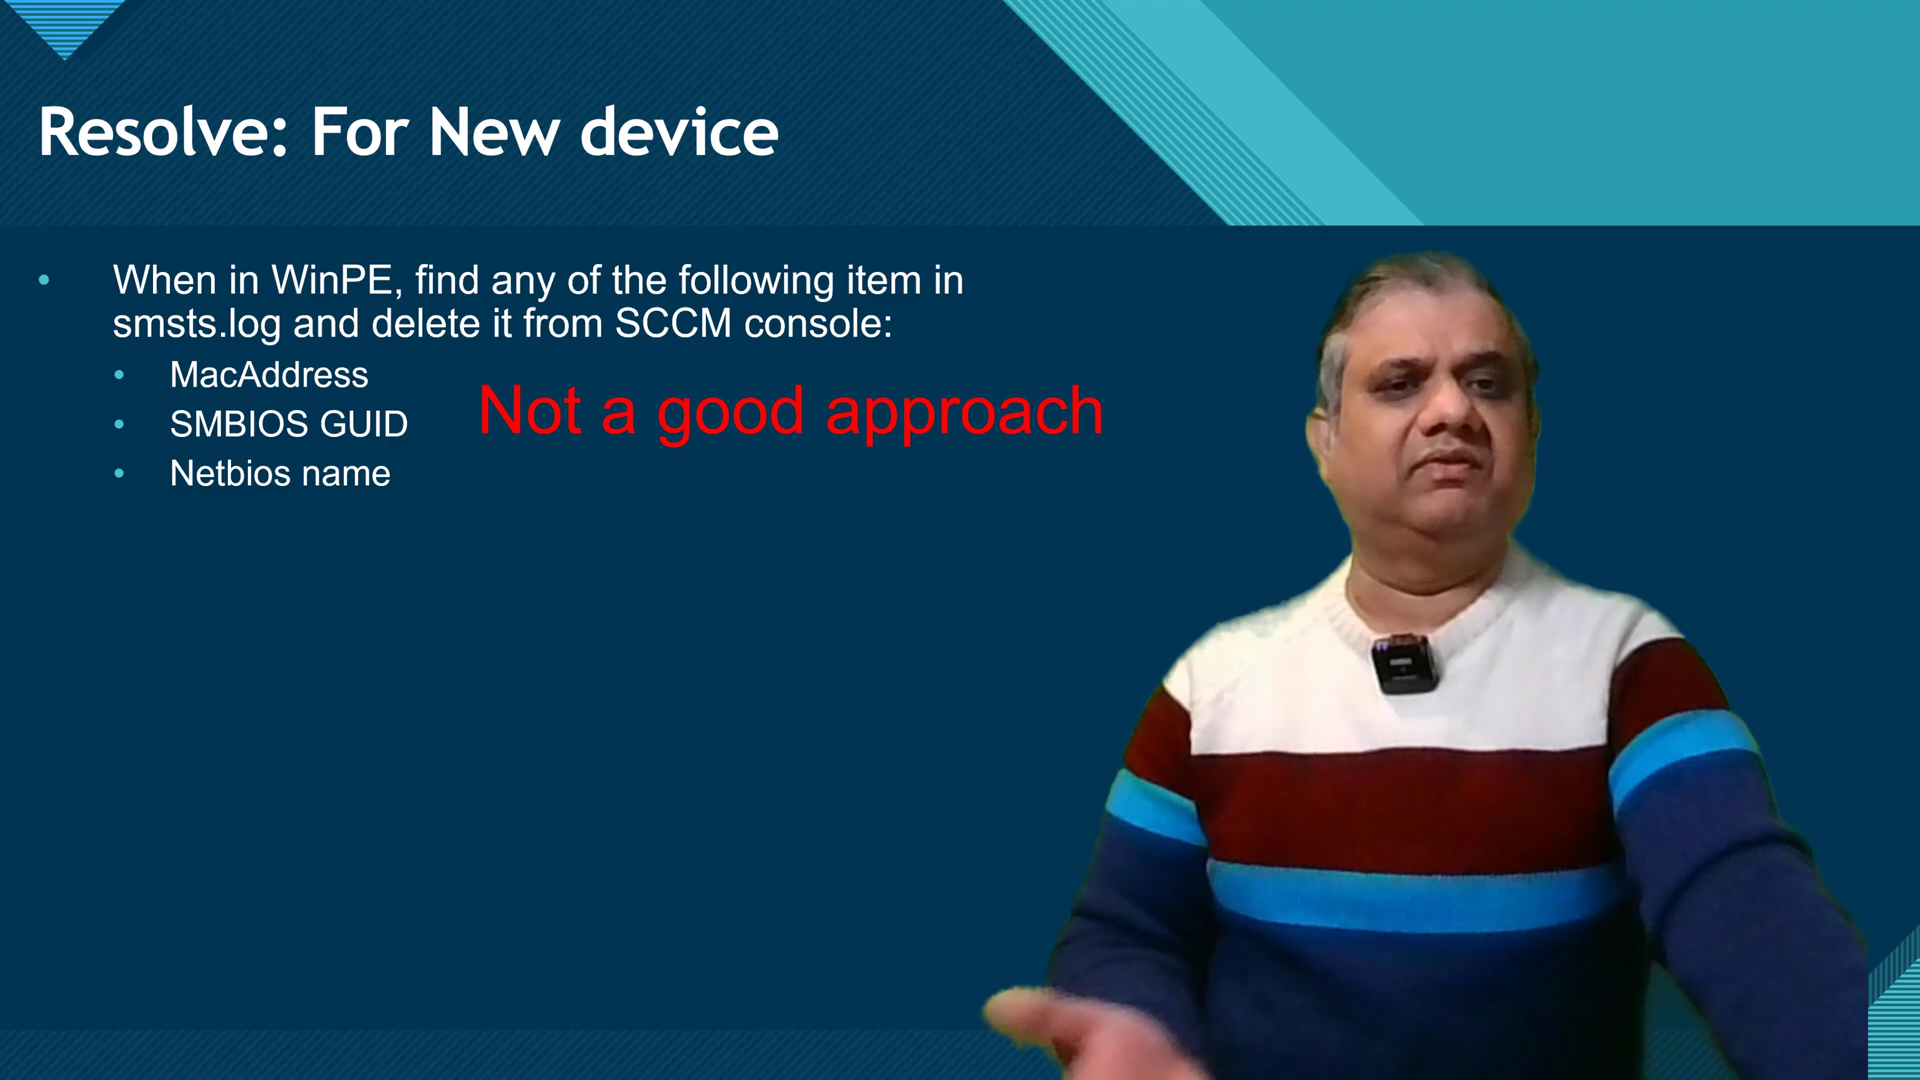 Resolve: For New device
When in WinPE, find any of the following item in
smsts.log and delete it from SCCM console:
MacAddress
SMBIOS GUID
Not a good approach
Netbios name